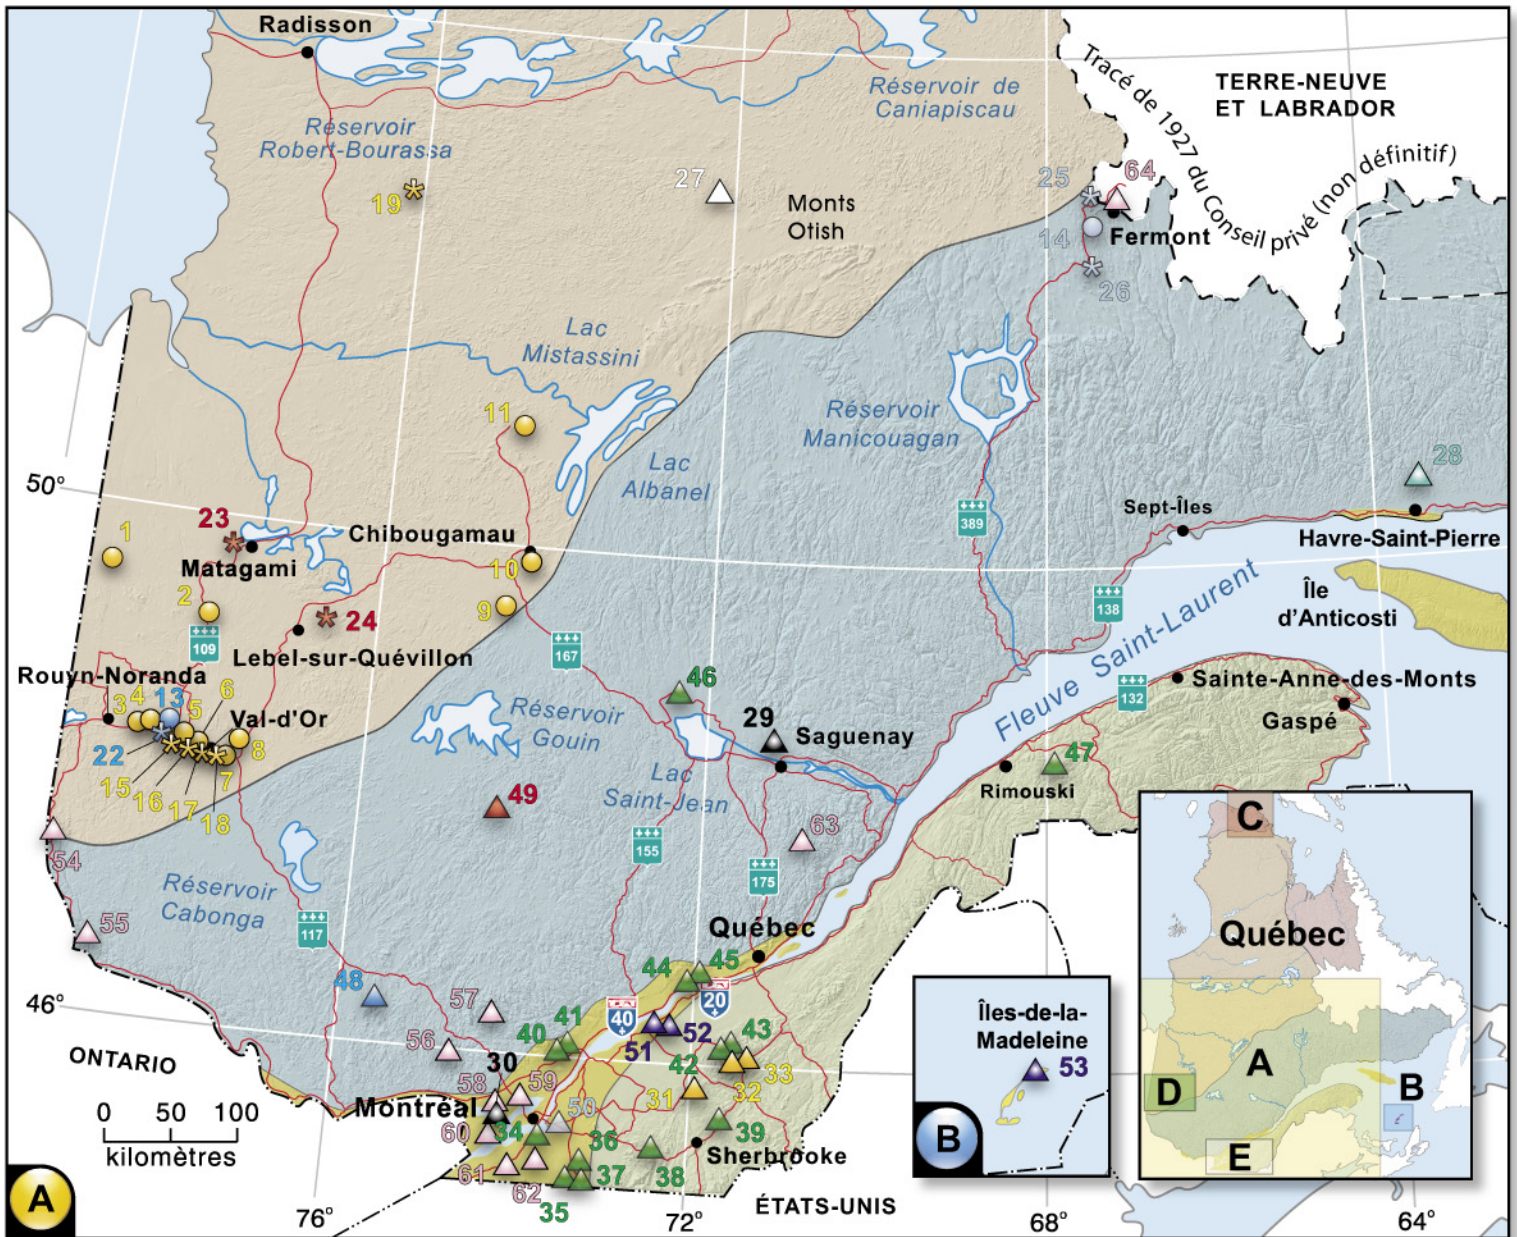 Radisson
Réservoir
Robert-Bourassa
19
27
Monts
Otish
Réservoir de
Caniapiscau
Tracé de 1927 du Conseil privé (non définitif)
TERRE-NEUVE
ET LABRADOR
25
64
14
Fermont
26
Lac
Mistassini
11
Lac
Albanel
Réservoir
Manicouagan
28
50°
1
23
Matagami
Chibougamau
10
2
9
24
109
Lebel-sur-Quévillon
167
389
Sept-Îles
Havre-Saint-Pierre
138
Île
d'Anticosti
Fleuve Saint-Laurent
Rouyn-Noranda
3
4
13
5
6
Val-d'Or
22
8
15
16
17
18
7
46
29
Saguenay
Réservoir
Gouin
Lac
Saint-Jean
132
Sainte-Anne-des-Monts
Gaspé
47
Rimouski
49
54
63
155
175
Réservoir
Cabonga
55
117
Québec
48
44
45
46°
57
56
40
41
40
20
51
52
42
43
ONTARIO
30
58
59
31
32
33
0 50 100
kilomètres
Montréal
60
34
50
36
39
Sherbrooke
61
62
35
37
38
A
ÉTATS-UNIS
76°
72°
68°
64°
Îles-de-la-
Madeleine
53
B
C
Québec
A
D
B
E